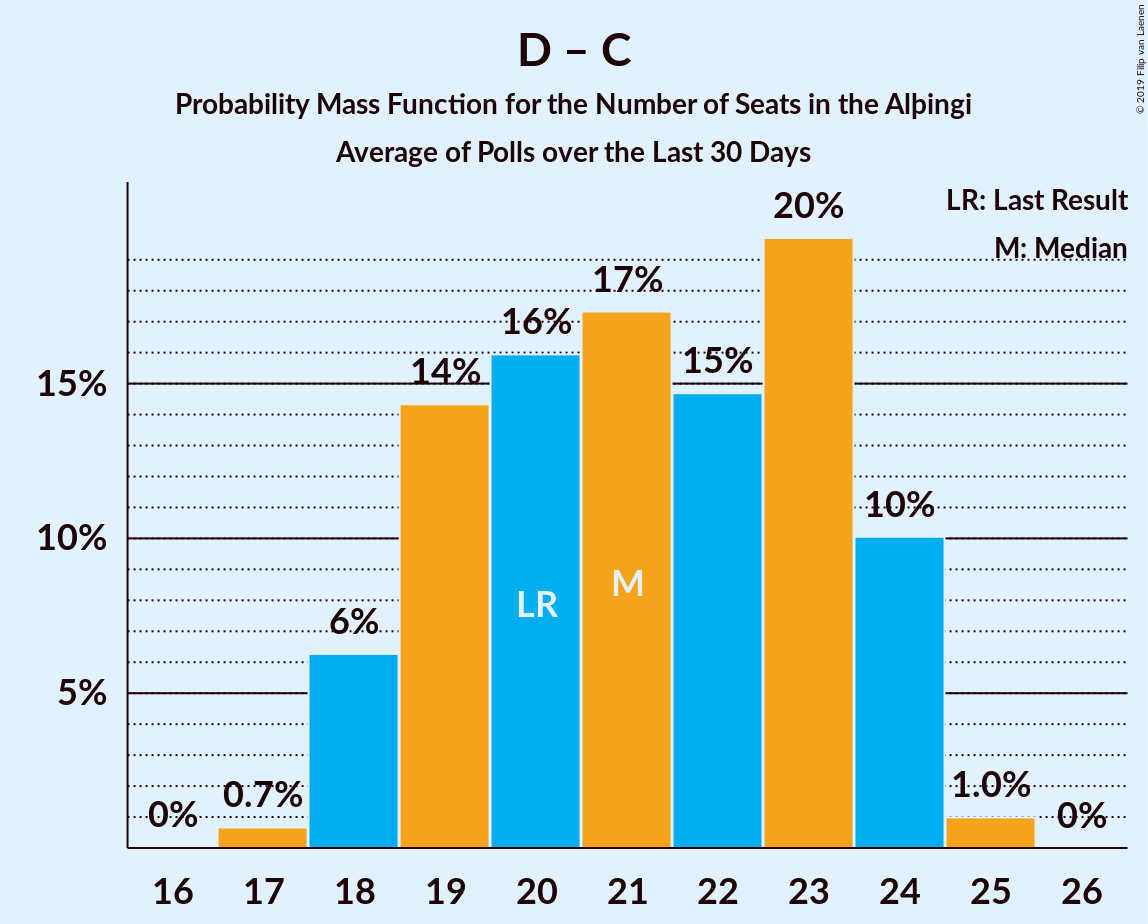 D – C
Probability Mass Function for the Number of Seats in the Alþingi
Average of Polls over the Last 30 Days
© 2019 Filip van Laenen
LR: Last Result
M: Median
20%
17%
16%
15%
14%
10%
6%
1.0%
0.7%
0%
0%
LR
M
15%
10%
5%
16 17 18 19 20 21 22 23 24 25 26